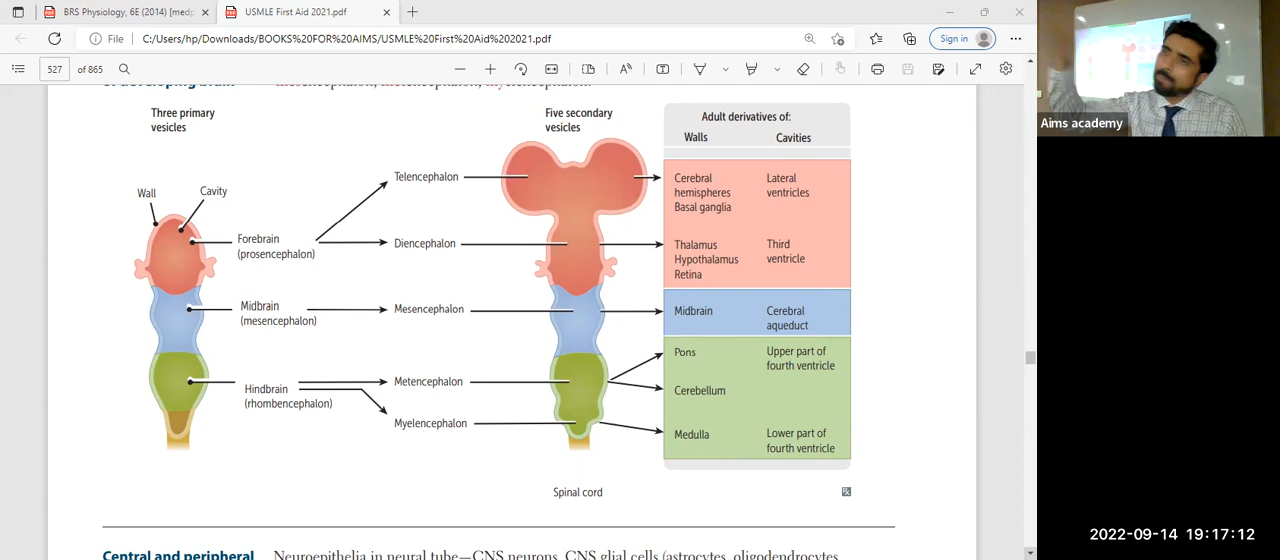 BRS Physiology, 6E (2014) [medp
USMLE First Aid 2021.pdf
File
C:/Users/hp/Downloads/BOOKS%20FOR%20AIMS/USMLE%20First%20Aid%202021.pdf
Sign in
527
of 865
Three primary
vesicles
Five secondary
vesicles
Adult derivatives of:
Walls
Cavities
Wall
Cavity
Forebrain
(prosencephalon)
Midbrain
(mesencephalon)
Hindbrain
(rhombencephalon)
Telencephalon
Diencephalon
Mesencephalon
Metencephalon
Myelencephalon
Cerebral
hemispheres
Basal ganglia
Lateral
ventricles
Thalamus
Hypothalamus
Retina
Third
ventricle
Midbrain
Cerebral
aqueduct
Pons
Upper part of
fourth ventricle
Cerebellum
Medulla
Lower part of
fourth ventricle
Spinal cord
Central and peripheral
Neuroepithelia in neural tube—CNS neurons, CNS glial cells (astrocytes, oligodendrocytes
Aims academy
2022-09-14 19:17:12